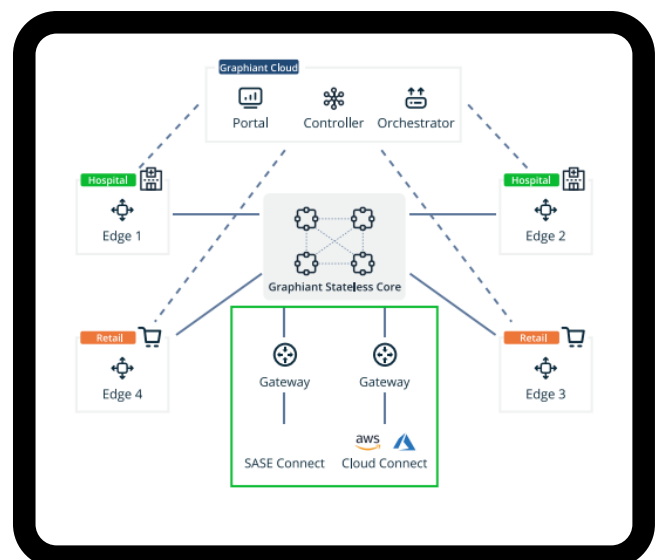 Graphiant Cloud
Portal
Controller
Orchestrator
Hospital
Edge 1
Hospital
Edge 2
Graphiant Stateless Core
Retail
Edge 4
Retail
Edge 3
Gateway
Gateway
aws
SASE Connect
Cloud Connect